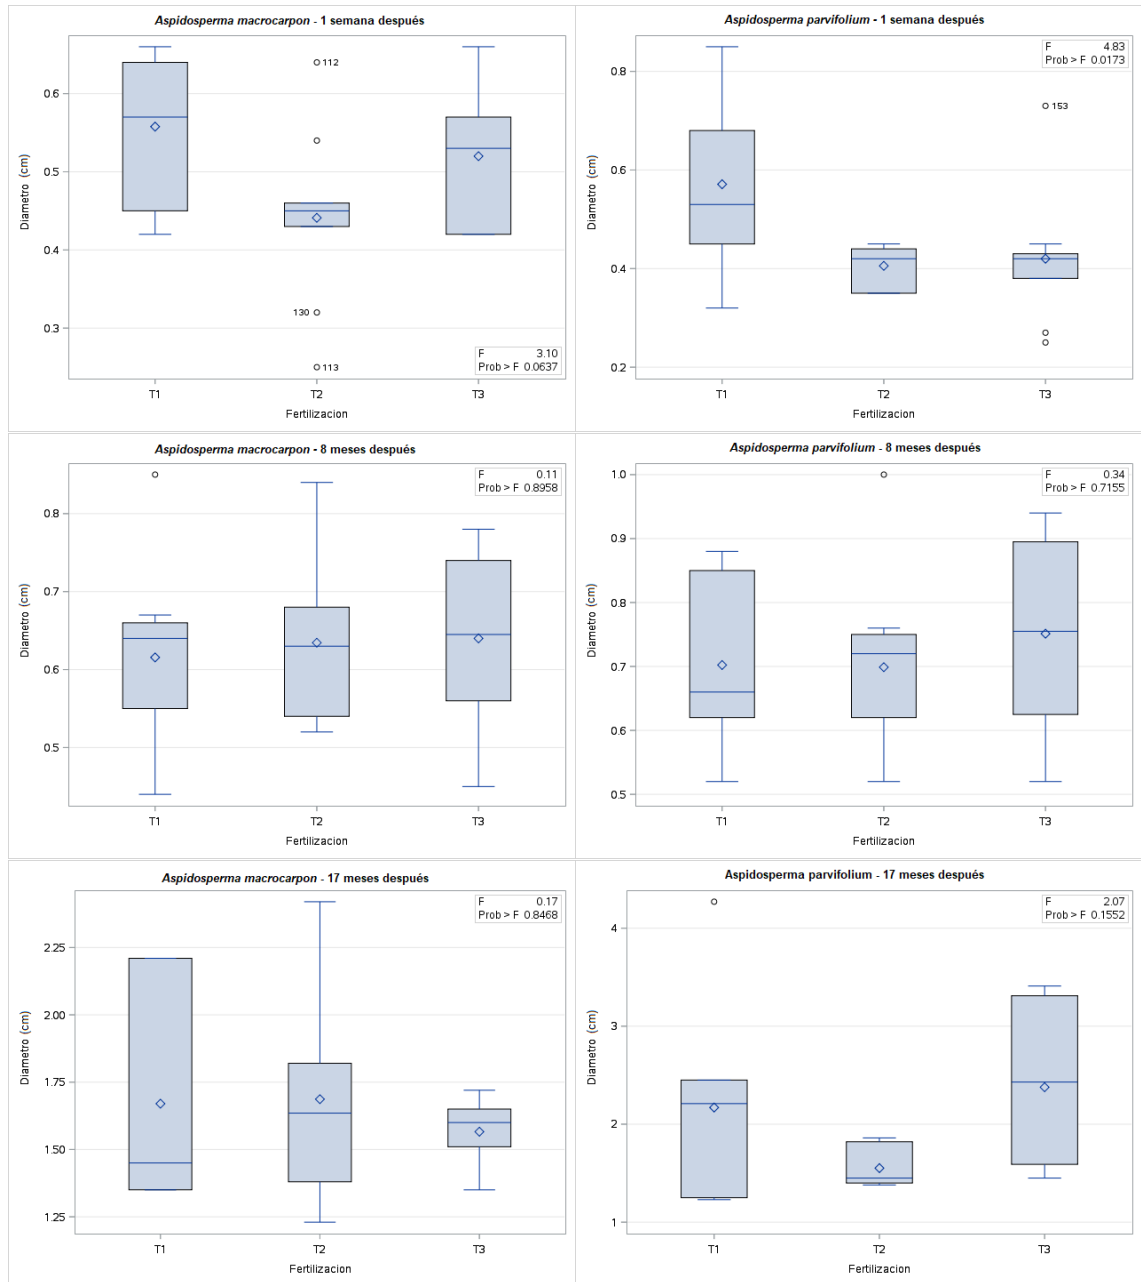 Aspidosperma macrocarpon - 1 semana después
F 3.10
Prob > F 0.0637
0.6
0.5
0.4
0.3
Diametro (cm)
112
130
113
T1 T2 T3
Fertilizacion
Aspidosperma parvifolium - 1 semana después
F 4.83
Prob > F 0.0173
0.8
0.6
0.4
0.2
Diametro (cm)
153
T1 T2 T3
Fertilizacion
Aspidosperma macrocarpon - 8 meses después
F 0.11
Prob > F 0.8958
0.8
0.7
0.6
0.5
Diametro (cm)
T1 T2 T3
Fertilizacion
Aspidosperma parvifolium - 8 meses después
F 0.34
Prob > F 0.7155
1.0
0.9
0.8
0.7
0.6
0.5
Diametro (cm)
T1 T2 T3
Fertilizacion
Aspidosperma macrocarpon - 17 meses después
F 0.17
Prob > F 0.8468
2.25
2.00
1.75
1.50
1.25
Diametro (cm)
T1 T2 T3
Fertilizacion
Aspidosperma parvifolium - 17 meses después
F 2.07
Prob > F 0.1552
4
3
2
1
Diametro (cm)
T1 T2 T3
Fertilizacion